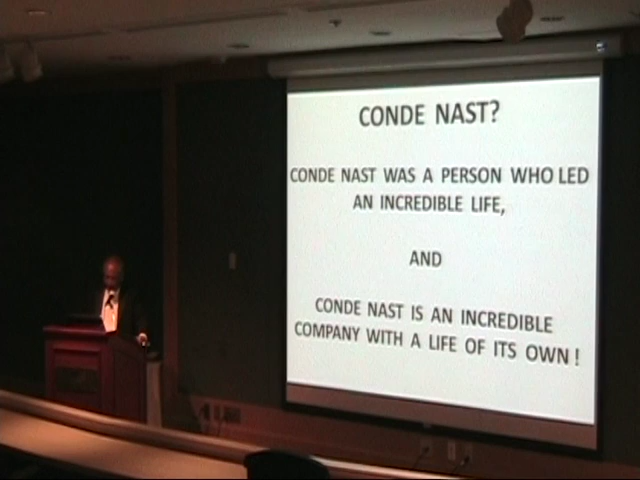 CONDE NAST?
CONDE NAST WAS A PERSON WHO LED
AN INCREDIBLE LIFE,
AND
CONDE NAST IS AN INCREDIBLE
COMPANY WITH A LIFE OF ITS OWN!